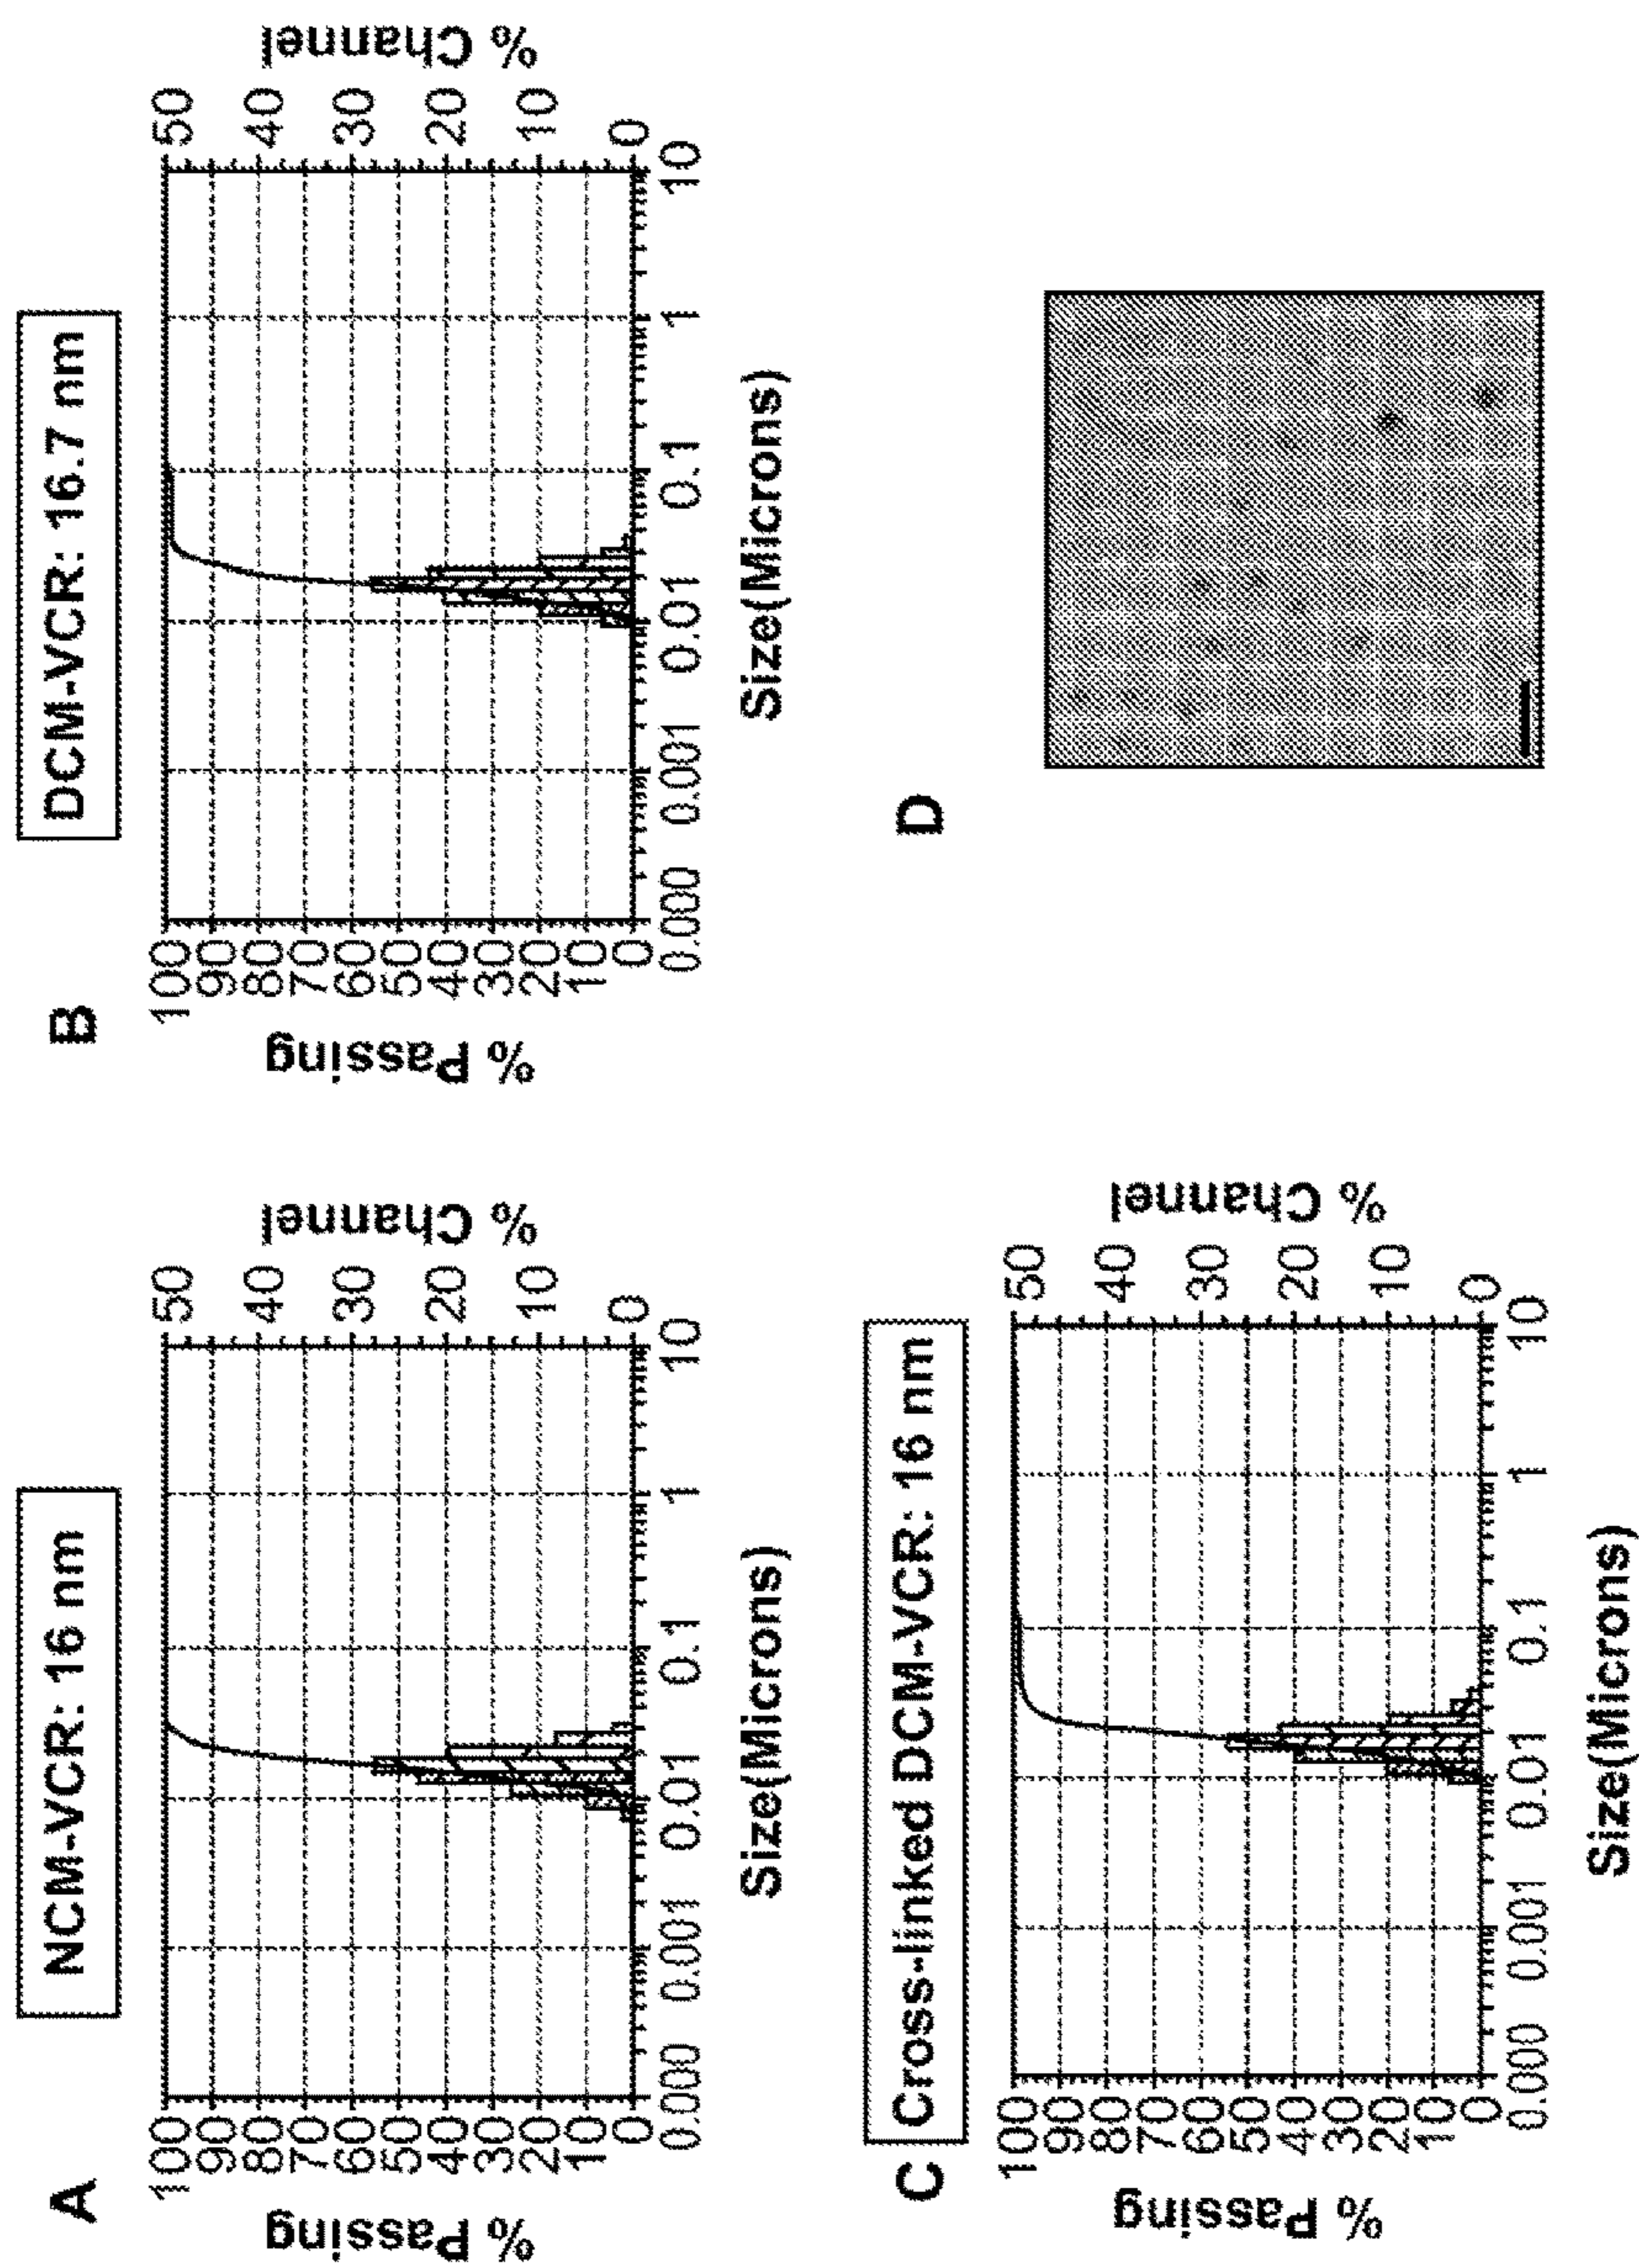 A
NCM-VCR: 16 nm
% Passing
100
90
80
70
60
50
40
30
20
10
0
50
40
30
20
10
0
% Channel
0.000 0.001 0.01 0.1 1 10
Size(Microns)
B
DCM-VCR: 16.7 nm
% Passing
100
90
80
70
60
50
40
30
20
10
0
50
40
30
20
10
0
% Channel
0.000 0.001 0.01 0.1 1 10
Size(Microns)
C
Cross-linked DCM-VCR: 16 nm
% Passing
100
90
80
70
60
50
40
30
20
10
0
50
40
30
20
10
0
% Channel
0.000 0.001 0.01 0.1 1 10
Size(Microns)
D